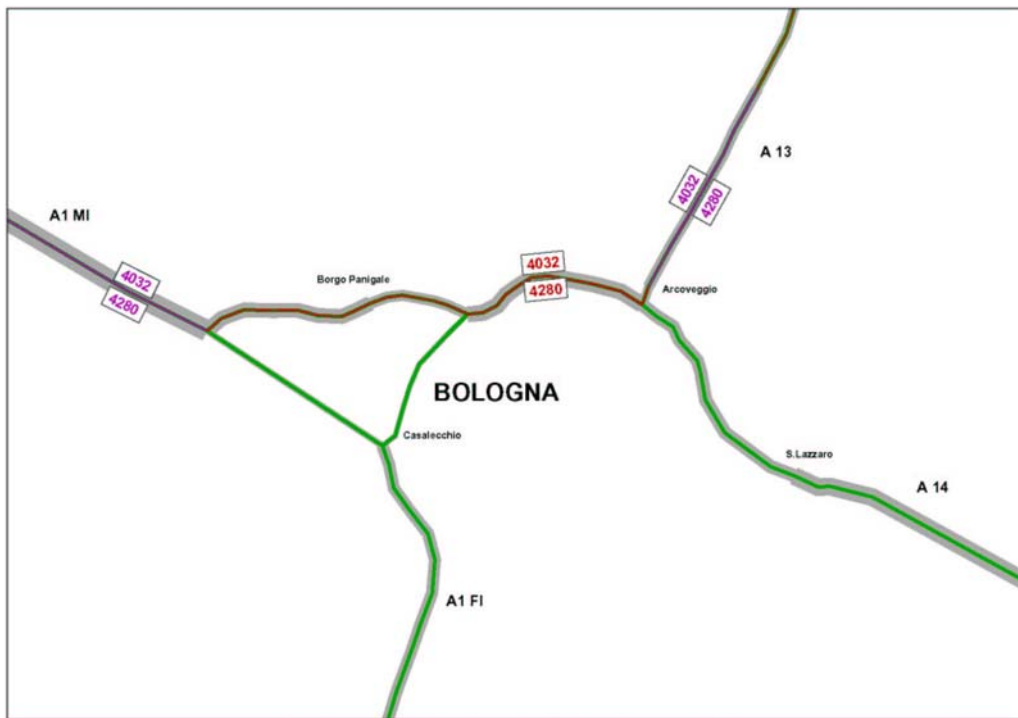 A 13
4032
4280
A1 MI
4032
4280
Borgo Panigale
4032
4280
Arcoveggio
BOLOGNA
Casalecchio
S.Lazzaro
A 14
A1 FI